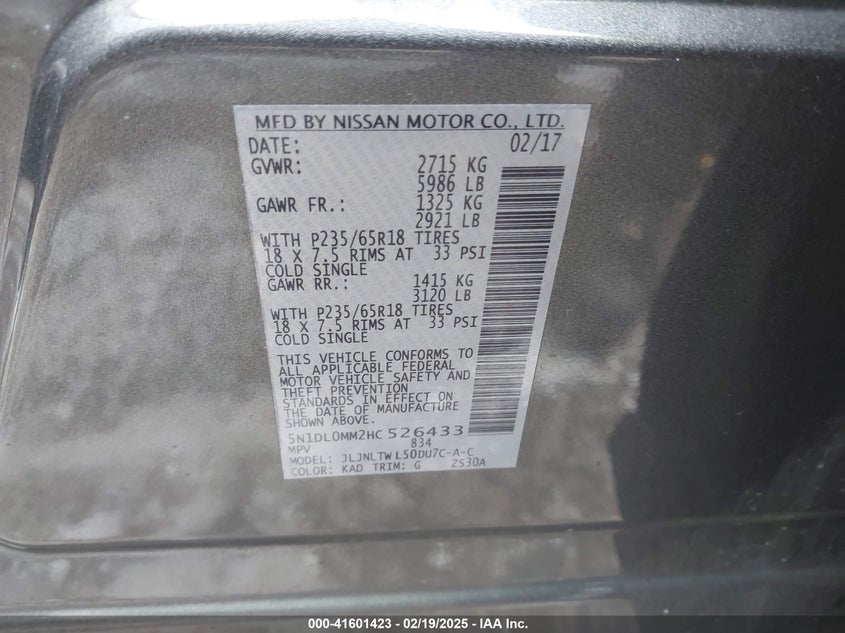 MFD BY NISSAN MOTOR CO., LTD.
DATE: 02/17
GVWR: 2715 KG
5986 LB
GAWR FR.: 1325 KG
2921 LB
WITH P235/65R18 TIRES
18 X 7.5 RIMS AT 33 PSI
COLD SINGLE
GAWR RR.: 1415 KG
3120 LB
WITH P235/65R18 TIRES
18 X 7.5 RIMS AT 33 PSI
COLD SINGLE
THIS VEHICLE CONFORMS TO
ALL APPLICABLE FEDERAL
MOTOR VEHICLE SAFETY AND
THEFT PREVENTION
STANDARDS IN EFFECT ON
THE DATE OF MANUFACTURE
SHOWN ABOVE.
5N1DL0MM2HC526433
MPV 834
MODEL: JLJNLTWL50DU7C-A-C
COLOR: KAD TRIM: G ZS30A
000-41601423 - 02/19/2025 - IAA Inc.